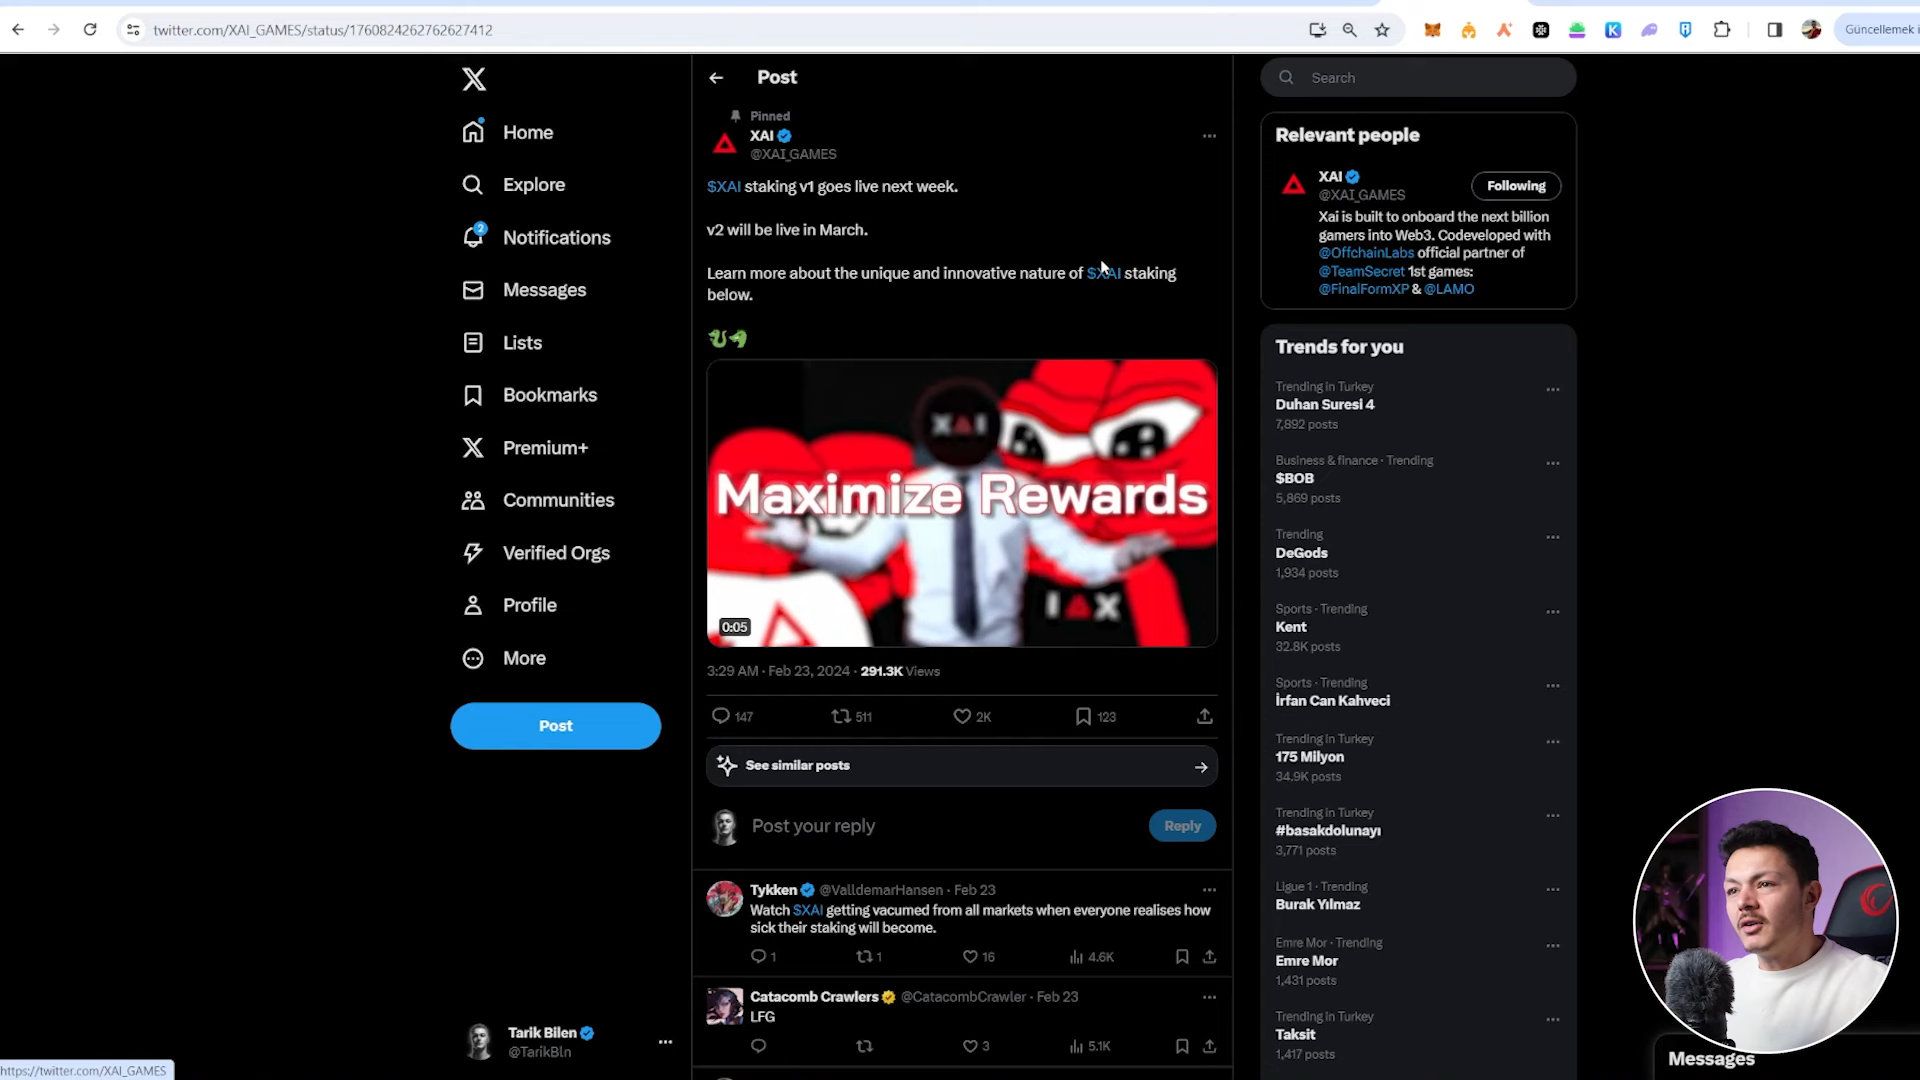 twitter.com/XAI_GAMES/status/1760824262762627412
Güncellemek i
Home
Explore
2
Notifications
Messages
Lists
Bookmarks
Premium+
Communities
Verified Orgs
Profile
More
Post
Tarik Bilen
@TarikBln
https://twitter.com/XAI_GAMES
Post
Pinned
XAI
@XAI_GAMES
$XAI staking v1 goes live next week.
v2 will be live in March.
Learn more about the unique and innovative nature of $XAI staking
below.
XAI
Maximize Rewards
0:05
3:29 AM · Feb 23, 2024 · 291.3K Views
147
511
2K
123
See similar posts
Post your reply
Reply
Tykken @ValldemarHansen · Feb 23
Watch $XAI getting vacumed from all markets when everyone realises how
sick their staking will become.
1
1
16
4.6K
Catacomb Crawlers @CatacombCrawler · Feb 23
LFG
3
5.1K
Search
Relevant people
XAI
@XAI_GAMES
Following
Xai is built to onboard the next billion
gamers into Web3. Codeveloped with
@OffchainLabs official partner of
@TeamSecret 1st games:
@FinalFormXP & @LAMO
Trends for you
Trending in Turkey
Duhan Suresi 4
7,892 posts
Business & finance · Trending
$BOB
5,869 posts
Trending
DeGods
1,934 posts
Sports · Trending
Kent
32.8K posts
Sports · Trending
İrfan Can Kahveci
Trending in Turkey
175 Milyon
34.9K posts
Trending in Turkey
#basakdolunayı
3,771 posts
Ligue 1 · Trending
Burak Yılmaz
Emre Mor · Trending
Emre Mor
1,431 posts
Trending in Turkey
Taksit
1,417 posts
Messages